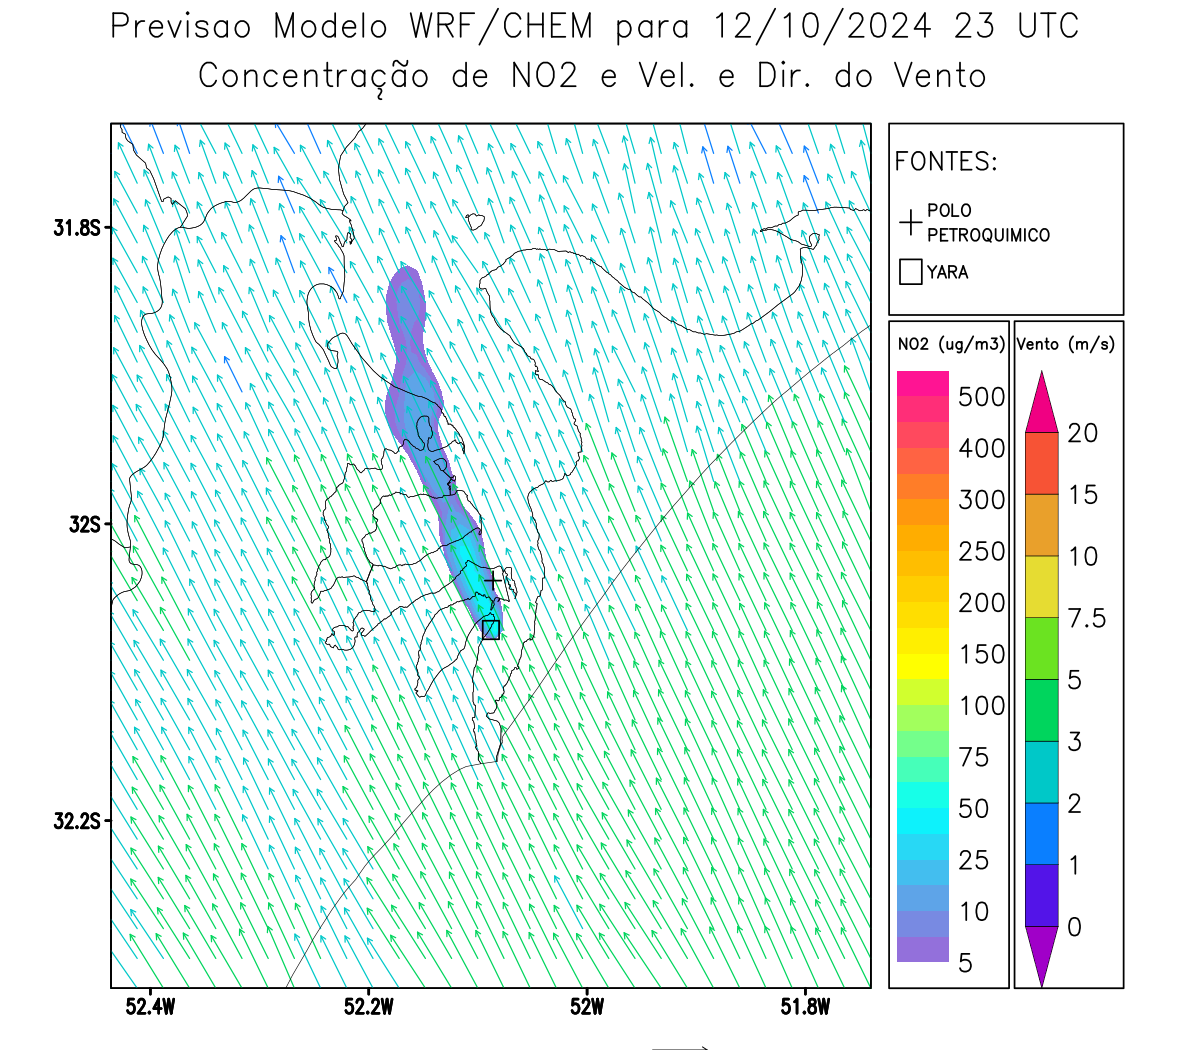 Previsao Modelo WRF/CHEM para 12/10/2024 23 UTC
Concentração de NO2 e Vel. e Dir. do Vento
FONTES:
POLO
PETROQUIMICO
YARA
NO2 (ug/m3)
500
400
300
250
200
150
100
75
50
25
10
5
Vento (m/s)
20
15
10
7.5
5
3
2
1
0
31.8S
32S
32.2S
52.4W 52.2W 52W 51.8W